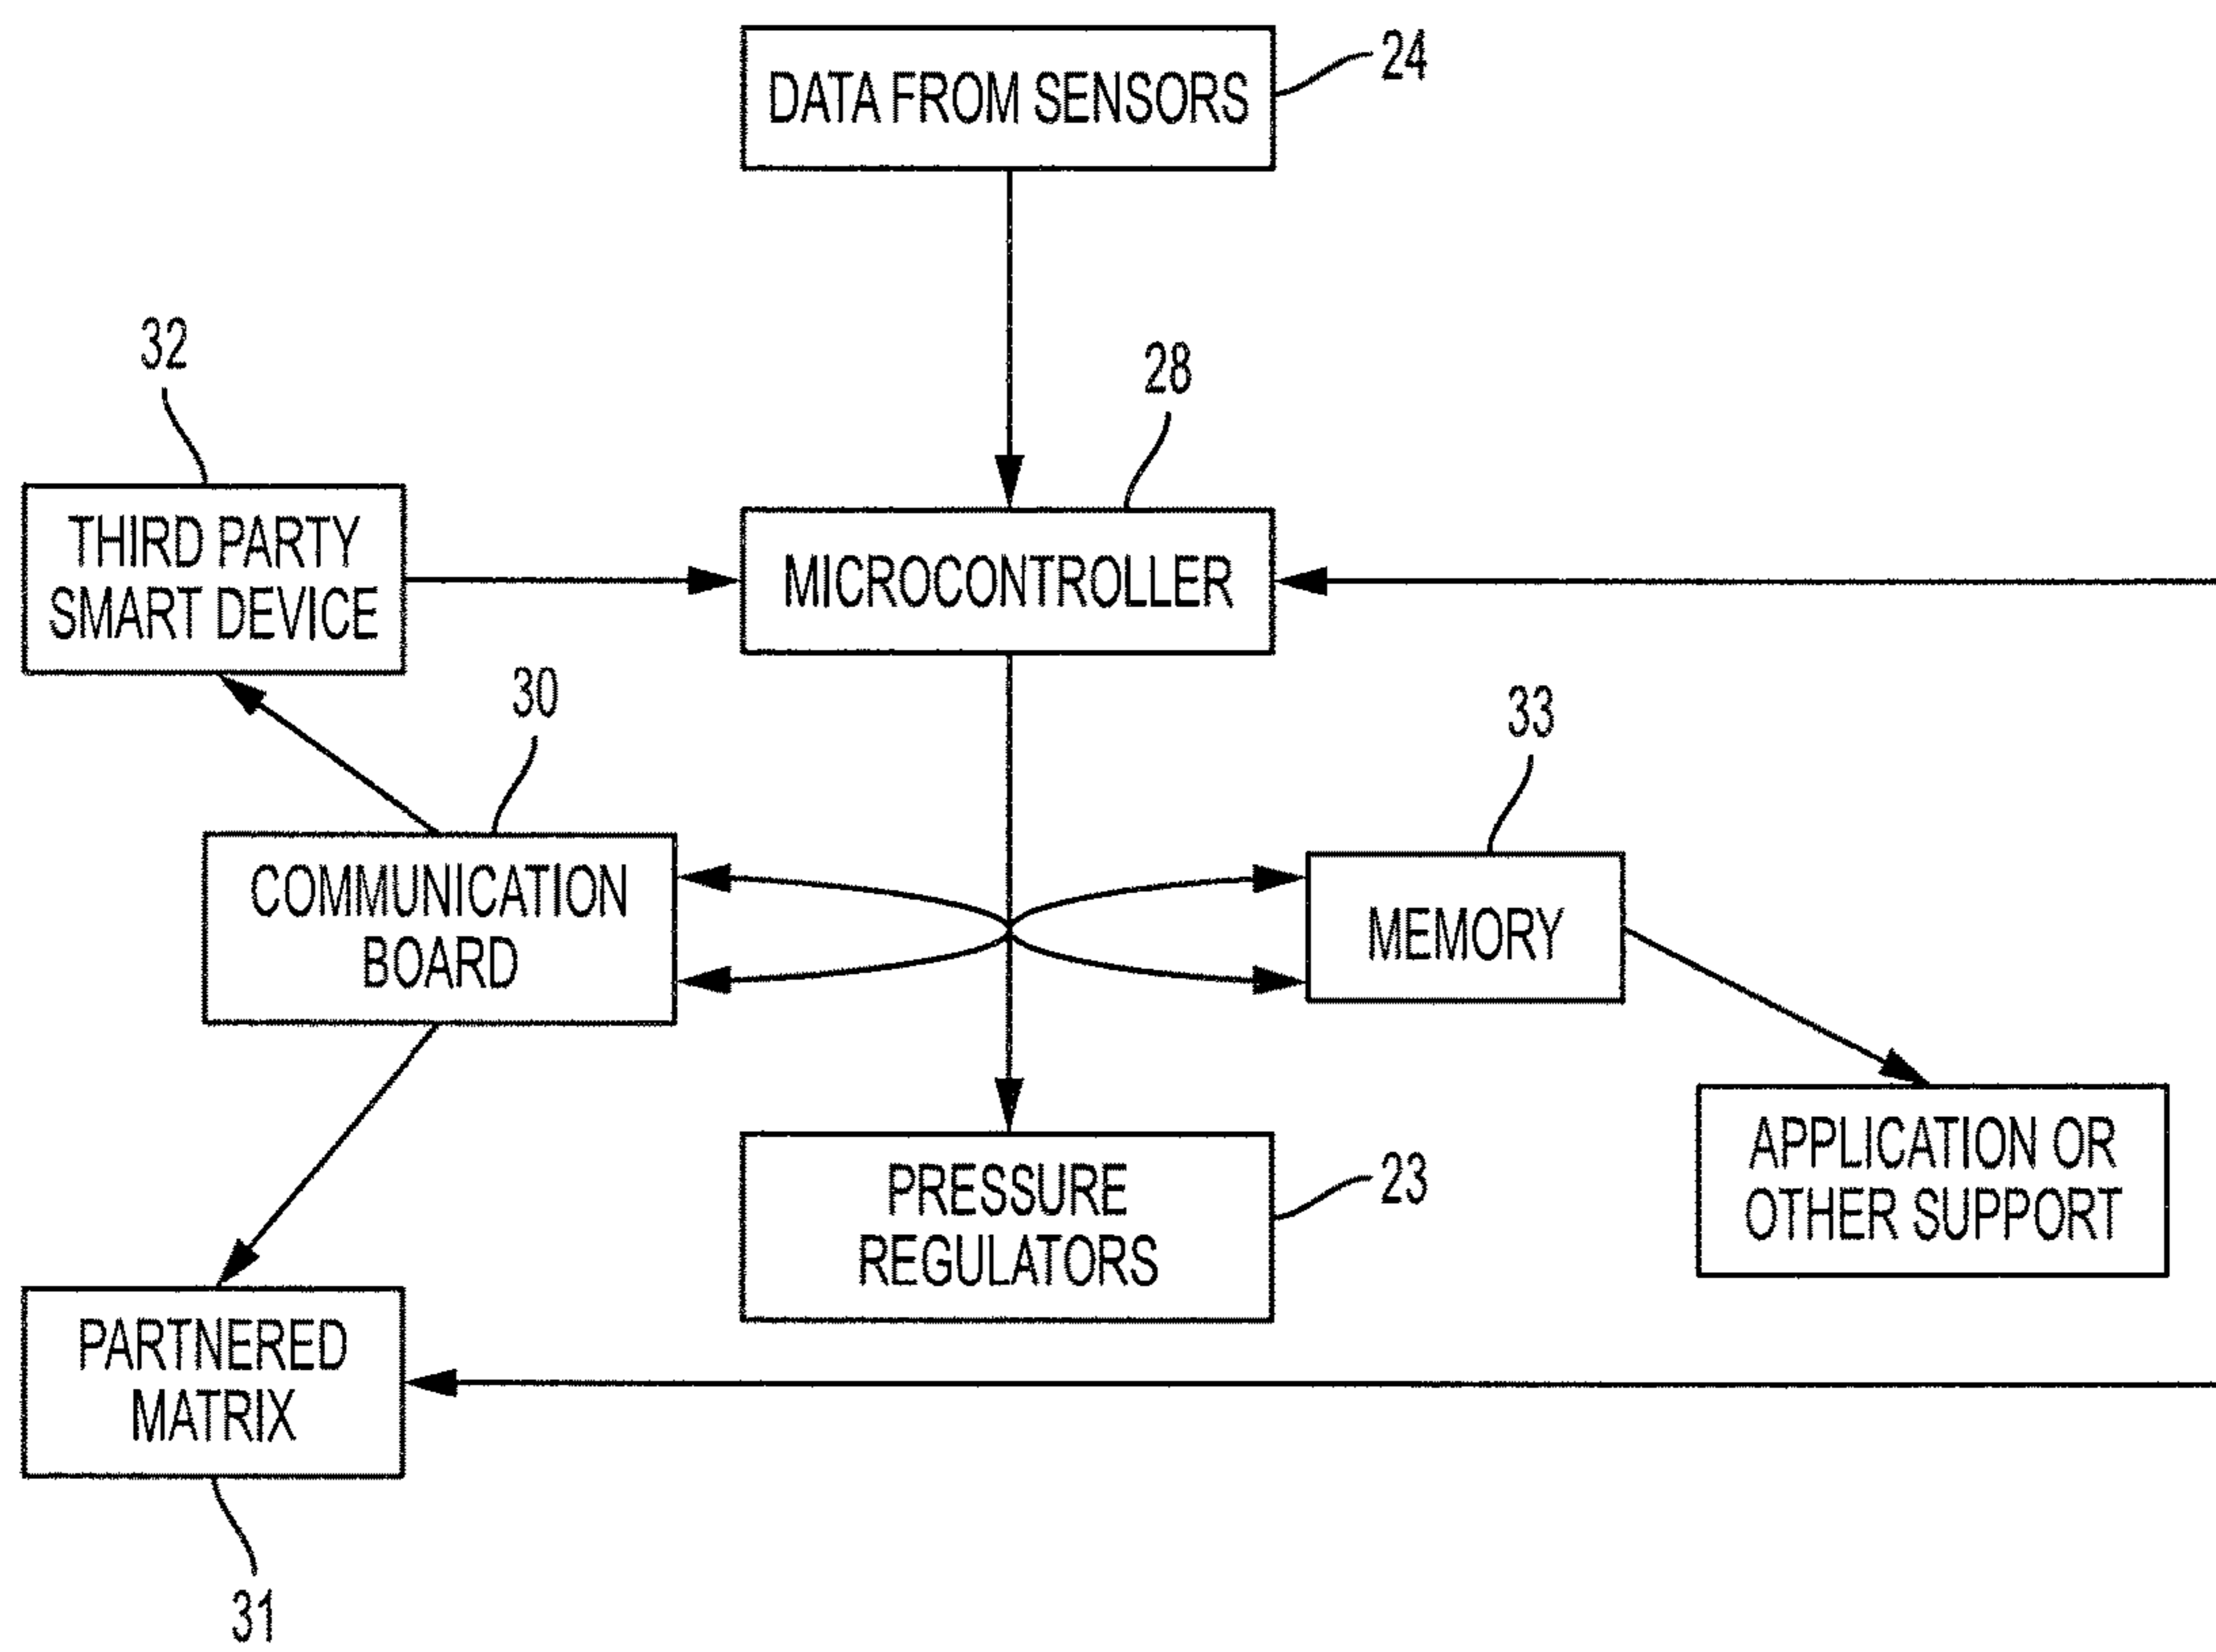 DATA FROM SENSORS
24
32
28
THIRD PARTY
SMART DEVICE
MICROCONTROLLER
30
33
COMMUNICATION
BOARD
MEMORY
PRESSURE
REGULATORS
23
APPLICATION OR
OTHER SUPPORT
PARTNERED
MATRIX
31